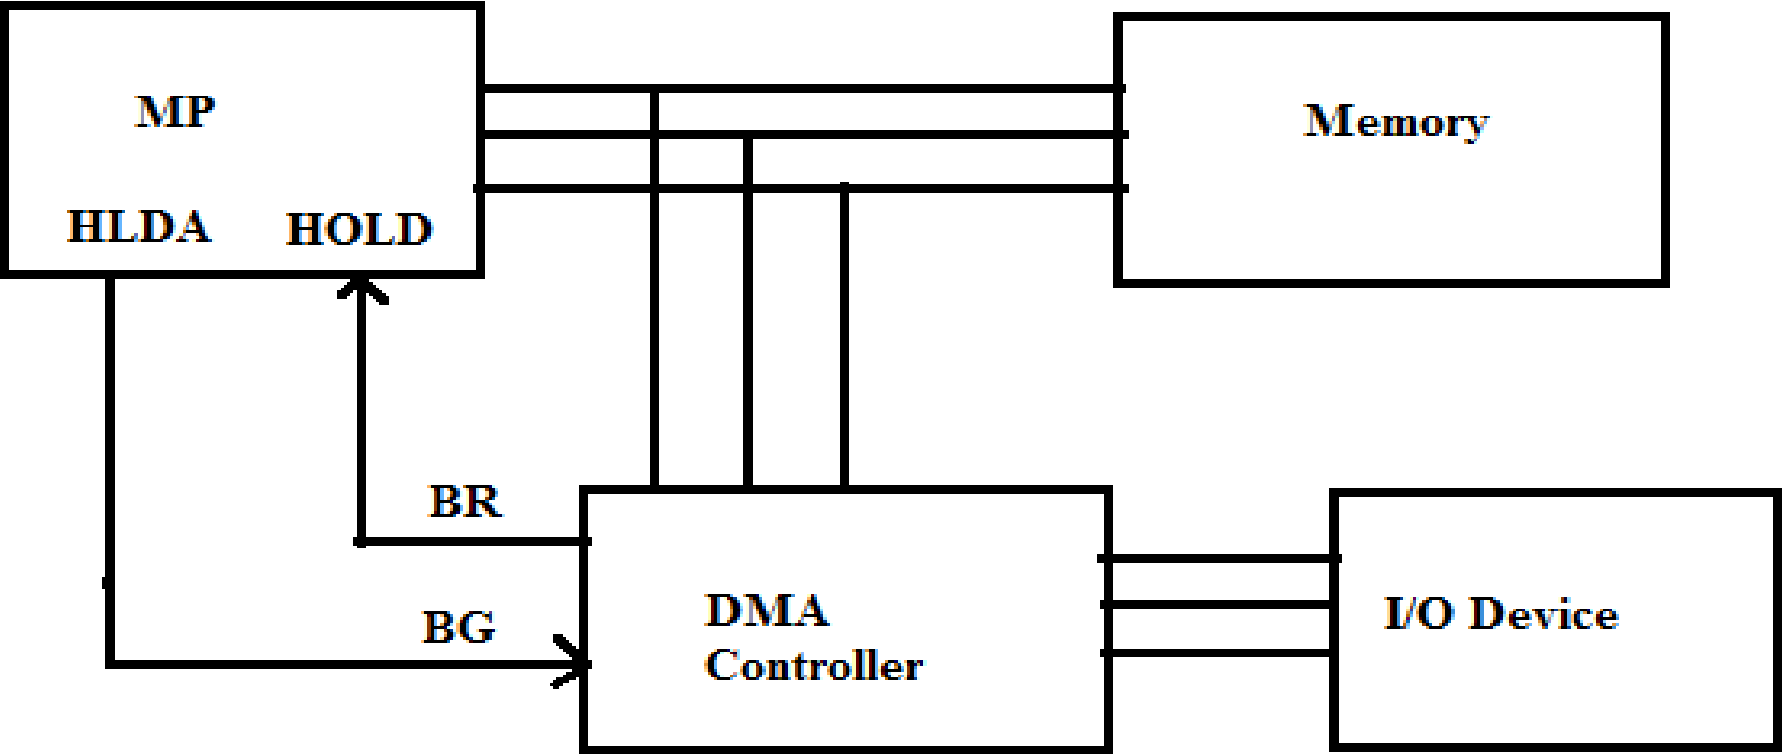 MP
Memory
HLDA HOLD
BR
BG
DMA
Controller
I/O Device